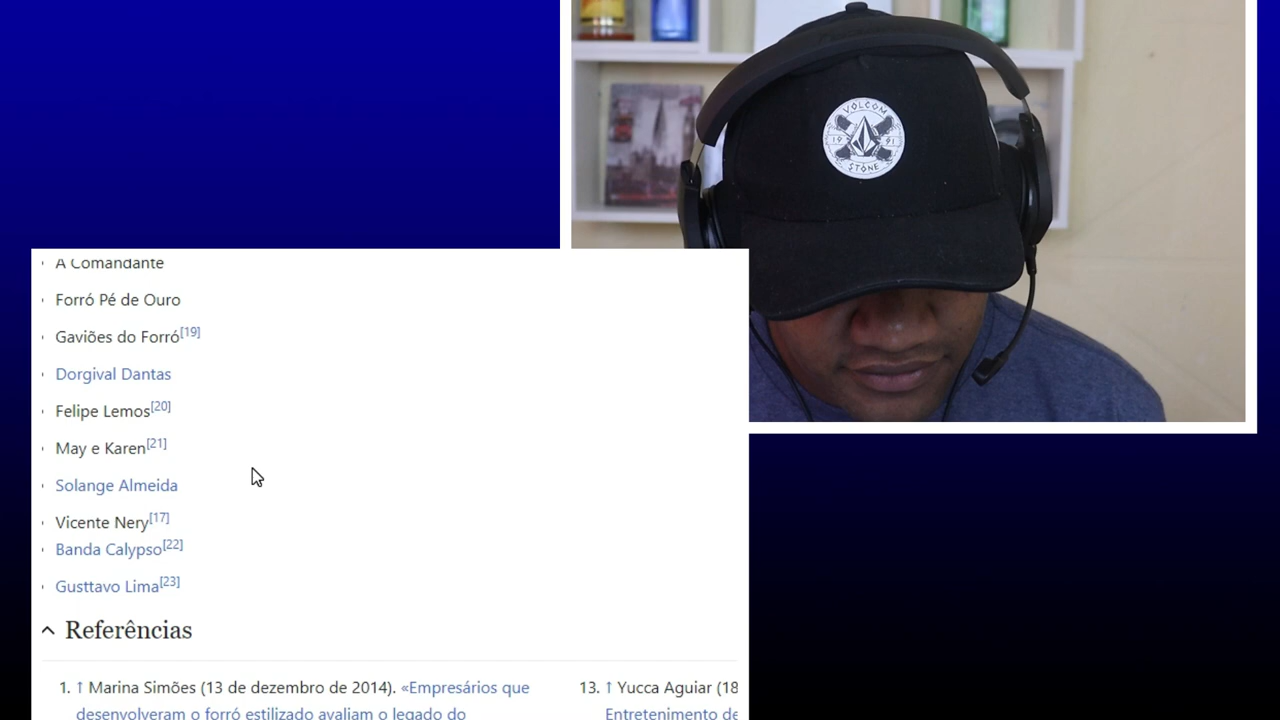 VOLCOM
19 91
STONE
A Comandante
Forró Pé de Ouro
Gaviões do Forró[19]
Dorgival Dantas
Felipe Lemos[20]
May e Karen[21]
Solange Almeida
Vicente Nery[17]
Banda Calypso[22]
Gusttavo Lima[23]
Referências
1. ↑ Marina Simões (13 de dezembro de 2014). «Empresários que
desenvolveram o forró estilizado avaliam o legado do
13. ↑ Yucca Aguiar (18
Entretenimento de